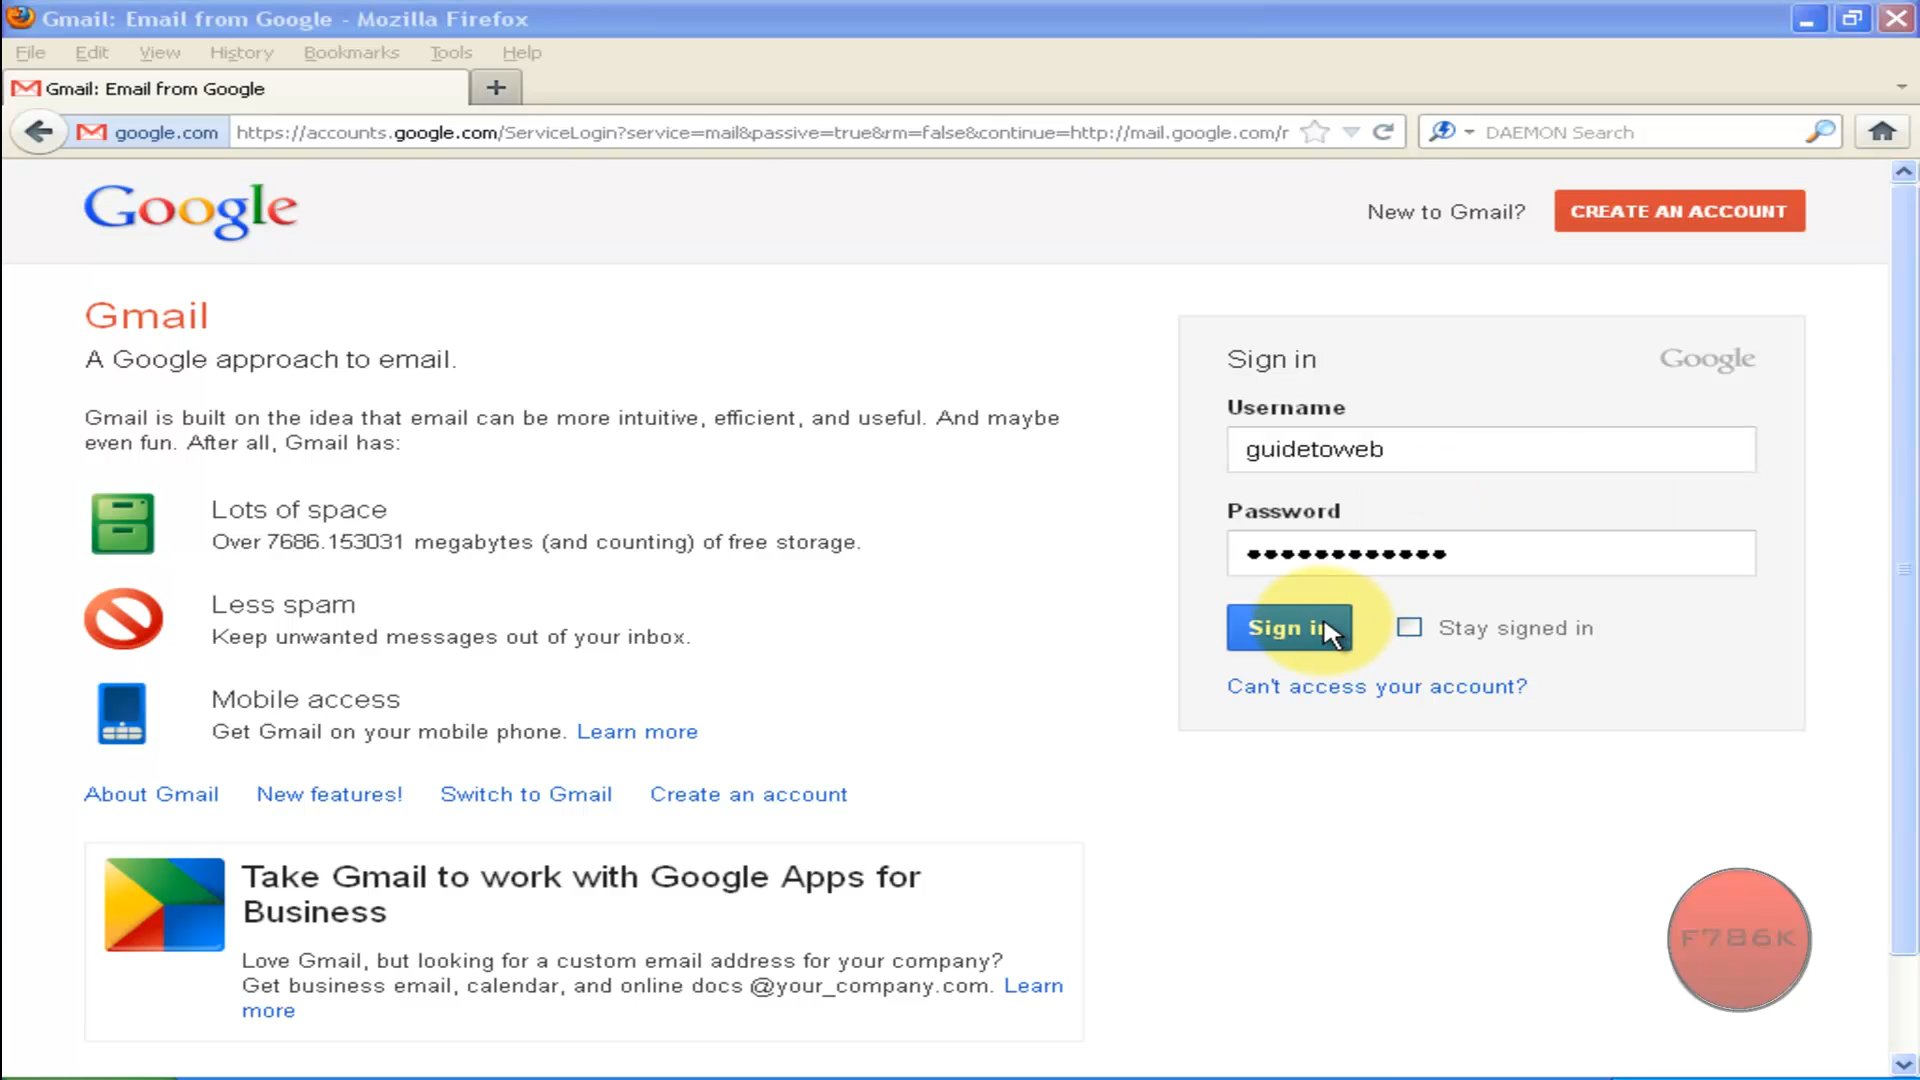 Gmail: Email from Google - Mozilla Firefox
File Edit View History Bookmarks Tools Help
Gmail: Email from Google
google.com https://accounts.google.com/ServiceLogin?service=mail&passive=true&rm=false&continue=http://mail.google.com/r DAEMON Search
Google
New to Gmail? CREATE AN ACCOUNT
Gmail
A Google approach to email.
Gmail is built on the idea that email can be more intuitive, efficient, and useful. And maybe
even fun. After all, Gmail has:
Lots of space
Over 7686.153031 megabytes (and counting) of free storage.
Less spam
Keep unwanted messages out of your inbox.
Mobile access
Get Gmail on your mobile phone. Learn more
About Gmail New features! Switch to Gmail Create an account
Take Gmail to work with Google Apps for
Business
Love Gmail, but looking for a custom email address for your company?
Get business email, calendar, and online docs @your_company.com. Learn
more
Sign in Google
Username
guidetoweb
Password
Sign in Stay signed in
Can't access your account?
F786K